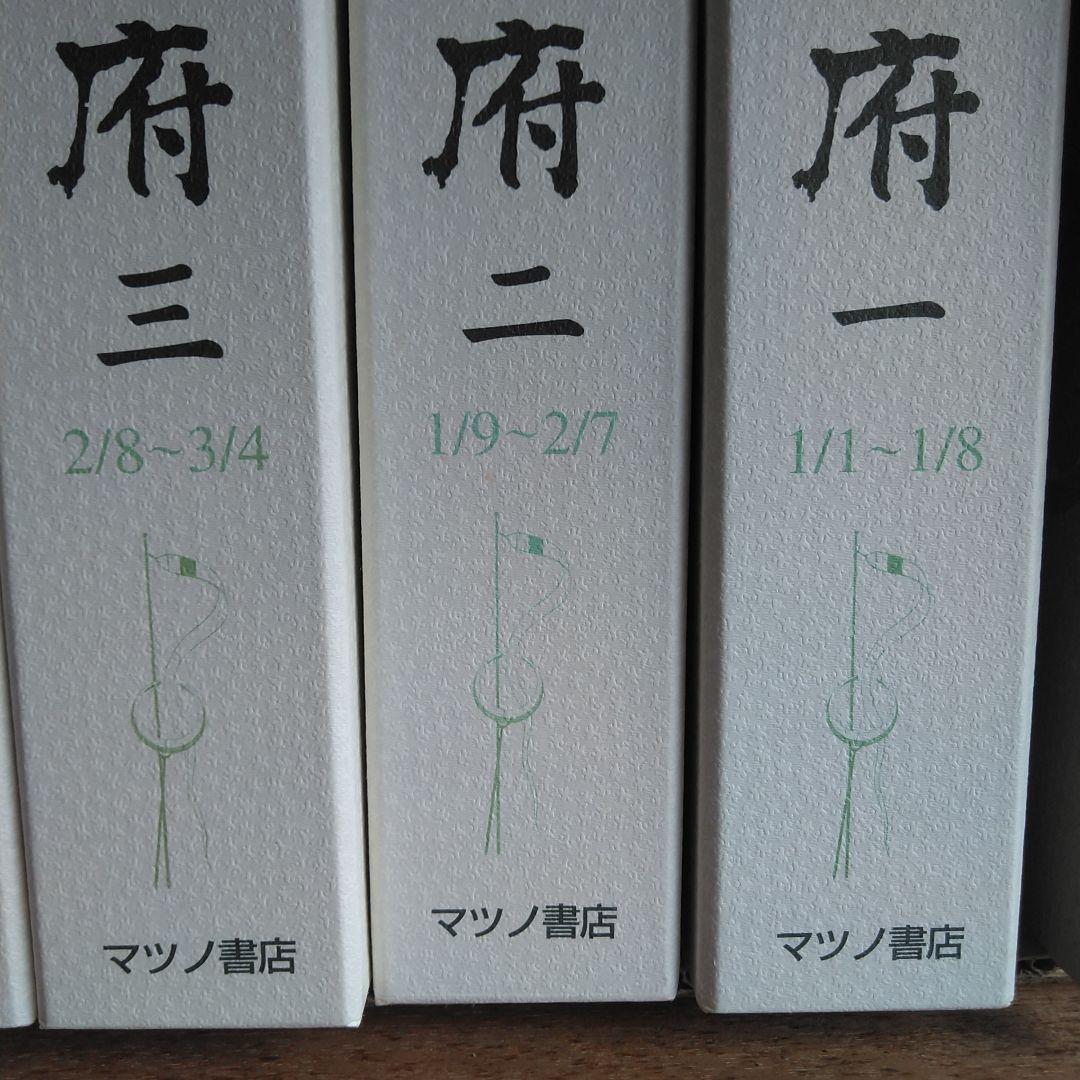 府
三
2/8~3/4
マツノ書店
府
二
1/9~2/7
マツノ書店
府
一
1/1~1/8
マツノ書店